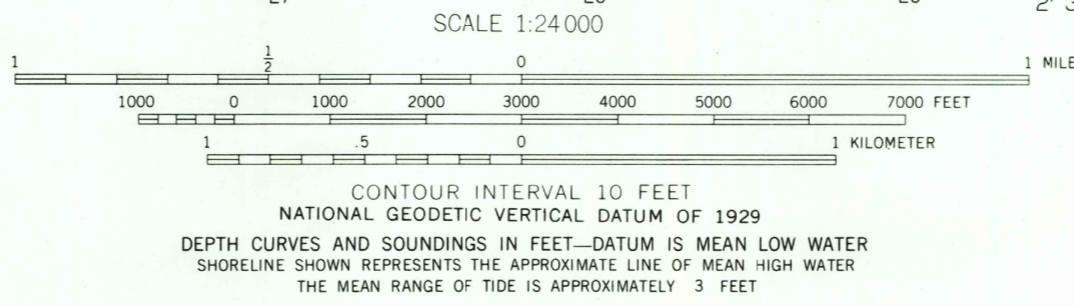 SCALE 1:24 000
1 ½ 0 1 MILE
1000 0 1000 2000 3000 4000 5000 6000 7000 FEET
1 .5 0 1 KILOMETER
CONTOUR INTERVAL 10 FEET
NATIONAL GEODETIC VERTICAL DATUM OF 1929
DEPTH CURVES AND SOUNDINGS IN FEET—DATUM IS MEAN LOW WATER
SHORELINE SHOWN REPRESENTS THE APPROXIMATE LINE OF MEAN HIGH WATER
THE MEAN RANGE OF TIDE IS APPROXIMATELY 3 FEET